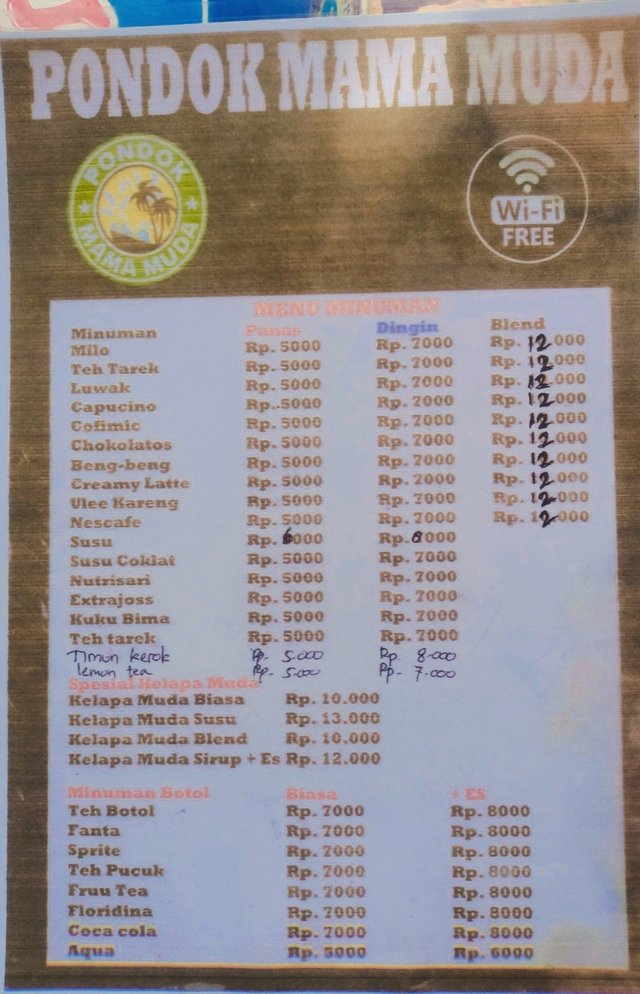 PONDOK MAMA MUDA
PONDOK
MAMA MUDA
Wi-Fi
FREE
MENU MINUMAN
Minuman Panas Dingin Blend
Milo Rp. 5000 Rp. 7000 Rp. 12.000
Teh Tarek Rp. 5000 Rp. 7000 Rp. 12.000
Luwak Rp. 5000 Rp. 7000 Rp. 12.000
Capucino Rp. 5000 Rp. 7000 Rp. 12.000
Cofimic Rp. 5000 Rp. 7000 Rp. 12.000
Chokolatos Rp. 5000 Rp. 7000 Rp. 12.000
Beng-beng Rp. 5000 Rp. 7000 Rp. 12.000
Creamy Latte Rp. 5000 Rp. 7000 Rp. 12.000
Ulee Kareng Rp. 5000 Rp. 7000 Rp. 12.000
Nescafe Rp. 5000 Rp. 7000 Rp. 12.000
Susu Rp. 6000 Rp. 8000
Susu Coklat Rp. 5000 Rp. 7000
Nutrisari Rp. 5000 Rp. 7000
Extrajoss Rp. 5000 Rp. 7000
Kuku Bima Rp. 5000 Rp. 7000
Teh tarek Rp. 5000 Rp. 7000
Timun kerok Rp. 5.000 Rp. 8.000
lemon tea Rp. 5.000 Rp. 7.000
Spesial Kelapa Muda
Kelapa Muda Biasa Rp. 10.000
Kelapa Muda Susu Rp. 13.000
Kelapa Muda Blend Rp. 10.000
Kelapa Muda Sirup + Es Rp. 12.000
Minuman Botol Biasa + ES
Teh Botol Rp. 7000 Rp. 8000
Fanta Rp. 7000 Rp. 8000
Sprite Rp. 7000 Rp. 8000
Teh Pucuk Rp. 7000 Rp. 8000
Fruu Tea Rp. 7000 Rp. 8000
Floridina Rp. 7000 Rp. 8000
Coca cola Rp. 7000 Rp. 8000
Aqua Rp. 5000 Rp. 6000